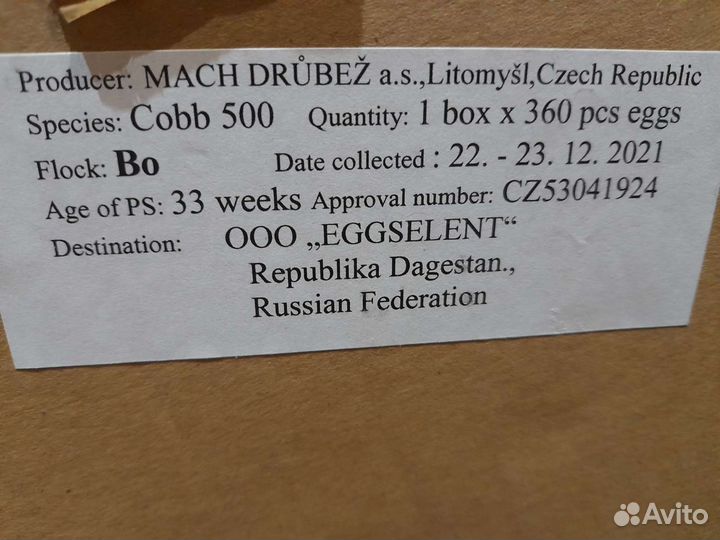 Producer: MACH DRŮBEŽ a.s.,Litomyšl,Czech Republic
Species: Cobb 500 Quantity: 1 box x 360 pcs eggs
Flock: Bo Date collected : 22. - 23. 12. 2021
Age of PS: 33 weeks Approval number: CZ53041924
Destination: OOO „EGGSELENT“
Republika Dagestan.,
Russian Federation
Avito